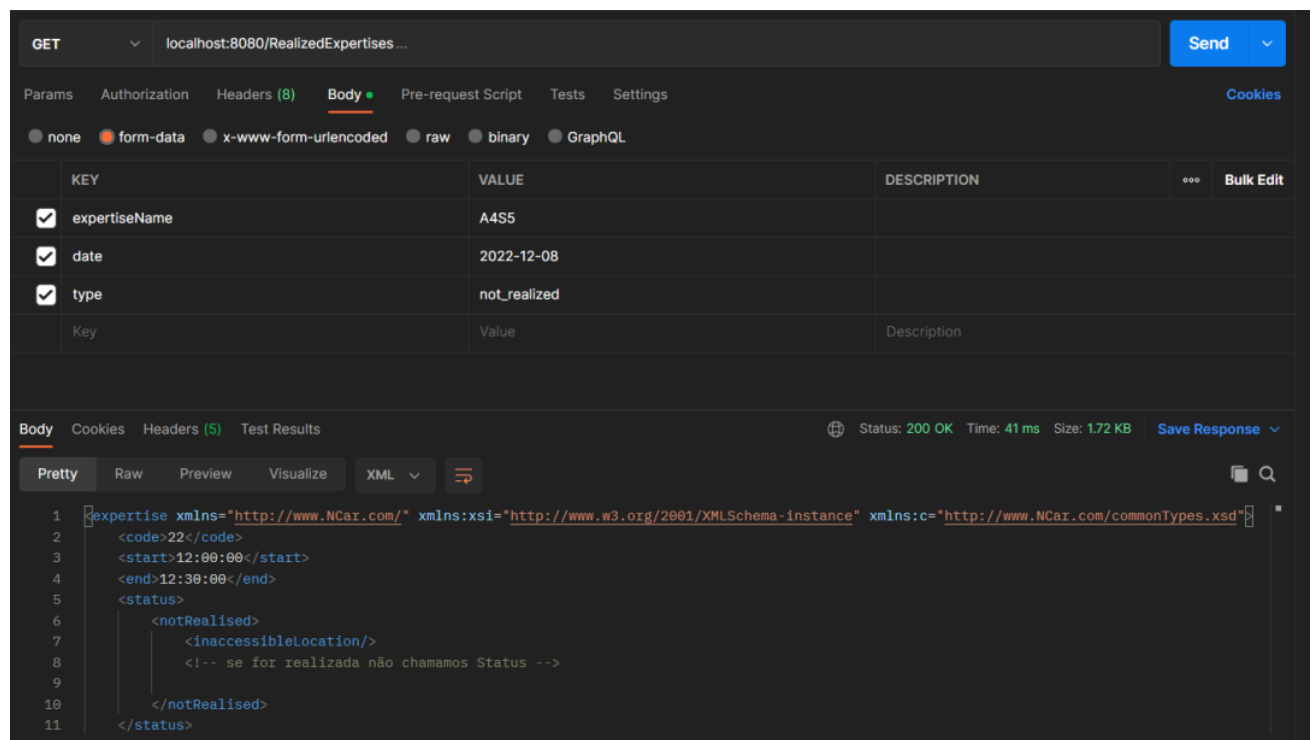 GET localhost:8080/RealizedExpertises ... Send
Params Authorization Headers (8) Body Pre-request Script Tests Settings Cookies
none form-data x-www-form-urlencoded raw binary GraphQL
KEY VALUE DESCRIPTION ooo Bulk Edit
expertiseName A4S5
date 2022-12-08
type not_realized
Key Value Description
Body Cookies Headers (5) Test Results Status: 200 OK Time: 41 ms Size: 1.72 KB Save Response
Pretty Raw Preview Visualize XML
1 <expertise xmlns="http://www.NCar.com/" xmlns:xsi="http://www.w3.org/2001/XMLSchema-instance" xmlns:c="http://www.NCar.com/commonTypes.xsd">
2 <code>22</code>
3 <start>12:00:00</start>
4 <end>12:30:00</end>
5 <status>
6 <notRealised>
7 <inaccessibleLocation/>
8 <!-- se for realizada não chamamos Status -->
9
10 </notRealised>
11 </status>